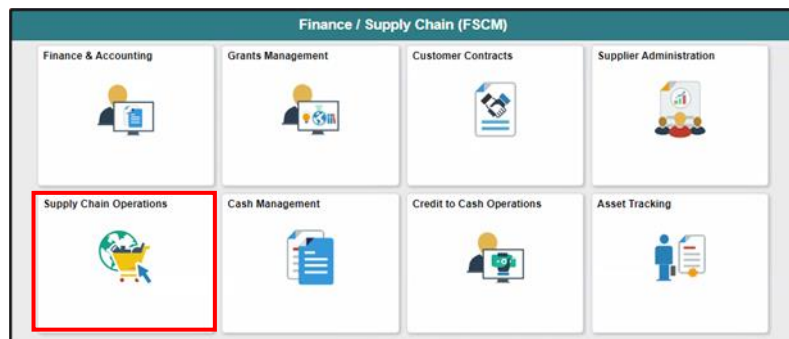 Finance / Supply Chain (FSCM)
Finance & Accounting
Grants Management
Customer Contracts
Supplier Administration
Supply Chain Operations
Cash Management
Credit to Cash Operations
Asset Tracking